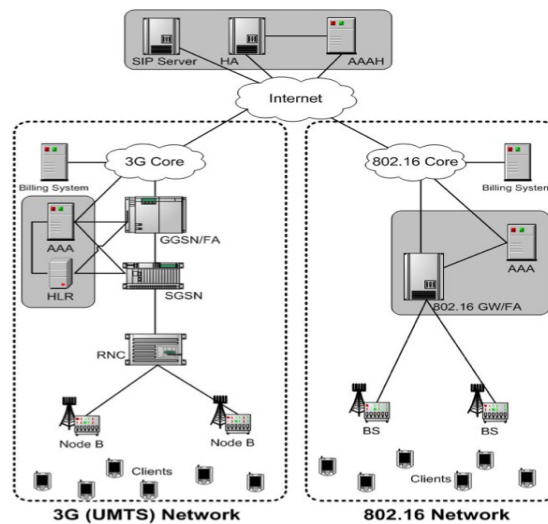 SIP Server HA AAAH
Internet
3G Core
802.16 Core
Billing System
Billing System
AAA
GGSN/FA
AAA
HLR
SGSN
802.16 GW/FA
RNC
Node B
Node B
BS
BS
Clients
Clients
3G (UMTS) Network
802.16 Network